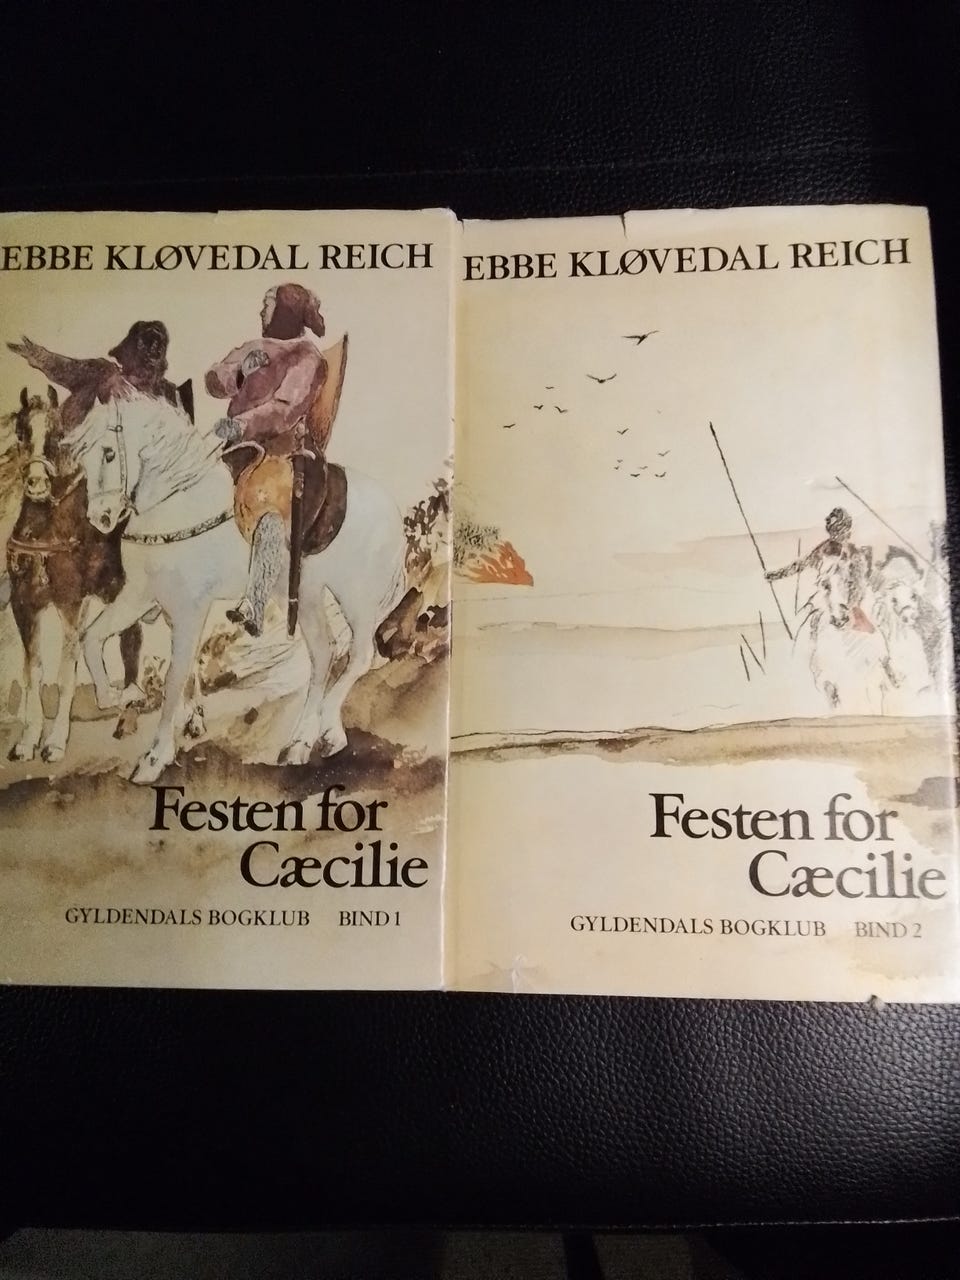 EBBE KLØVEDAL REICH
Festen for
Cæcilie
GYLDENDALS BOGKLUB BIND 1
EBBE KLØVEDAL REICH
Festen for
Cæcilie
GYLDENDALS BOGKLUB BIND 2